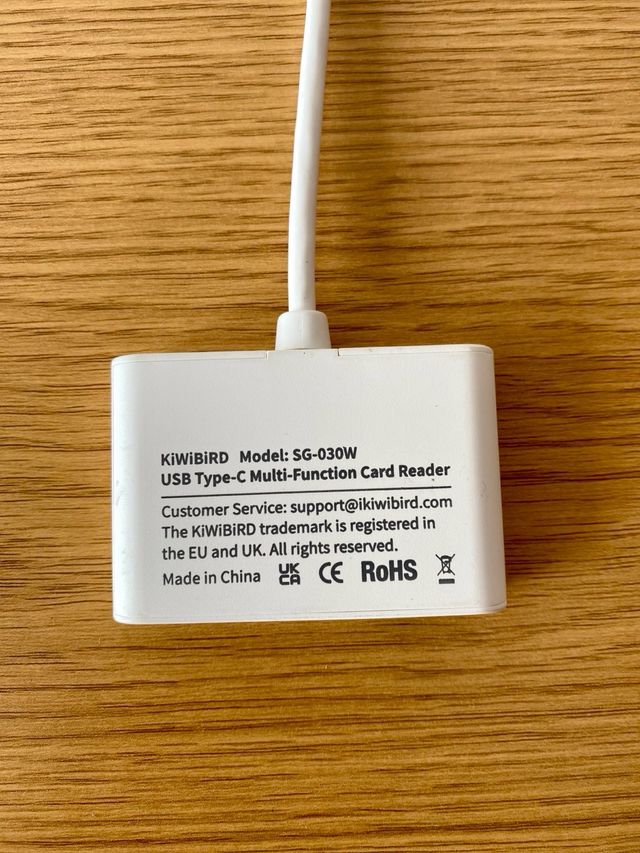 KiWiBiRD Model: SG-030W
USB Type-C Multi-Function Card Reader
Customer Service: support@ikiwibird.com
The KiWiBiRD trademark is registered in
the EU and UK. All rights reserved.
Made in China UK CA CE RoHS